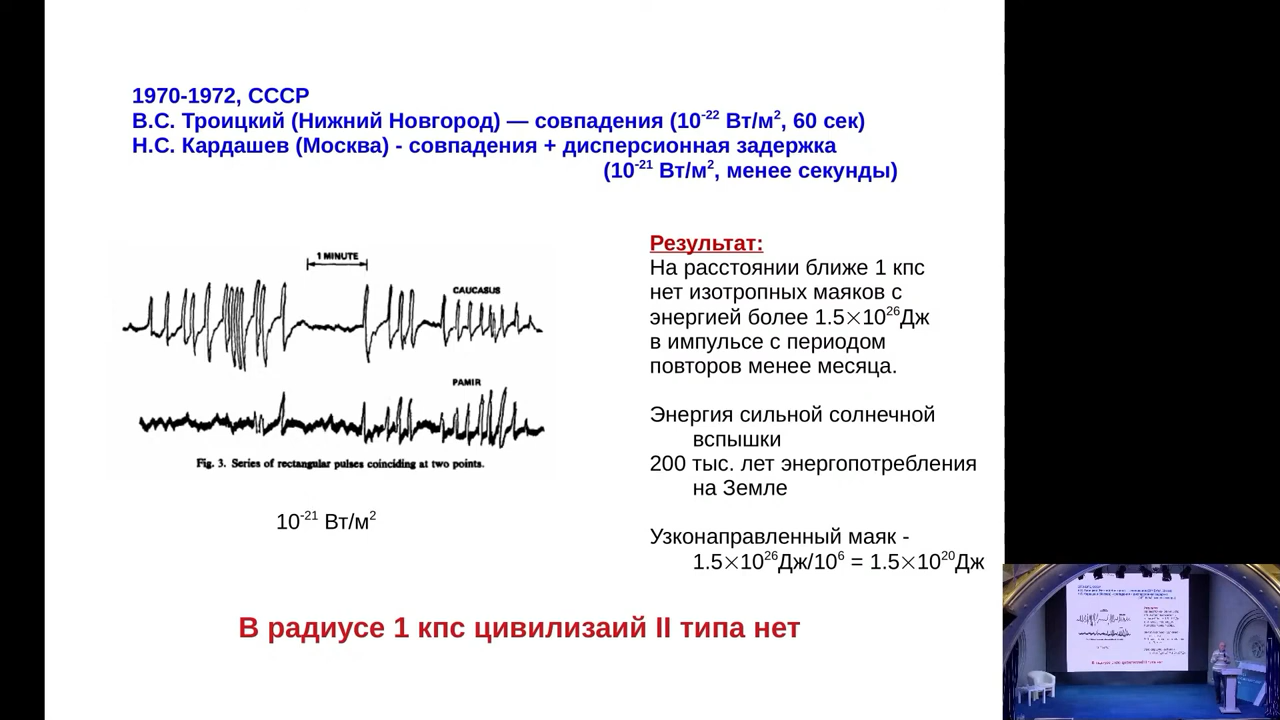 1970-1972, СССР
В.С. Троицкий (Нижний Новгород) — совпадения (10⁻²² Вт/м², 60 сек)
Н.С. Кардашев (Москва) - совпадения + дисперсионная задержка
(10⁻²¹ Вт/м², менее секунды)
1 MINUTE
CAUCASUS
PAMIR
Fig. 3. Series of rectangular pulses coinciding at two points.
10⁻²¹ Вт/м²
Результат:
На расстоянии ближе 1 кпс
нет изотропных маяков с
энергией более 1.5×10²⁶Дж
в импульсе с периодом
повторов менее месяца.
Энергия сильной солнечной
вспышки
200 тыс. лет энергопотребления
на Земле
Узконаправленный маяк -
1.5×10²⁶Дж/10⁶ = 1.5×10²⁰Дж
В радиусе 1 кпс цивилизаий II типа нет